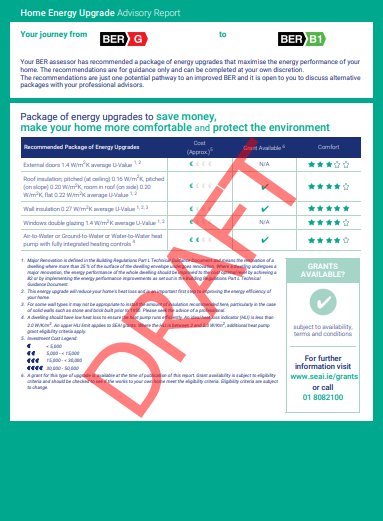 Home Energy Upgrade Advisory Report
Your journey from BER G to BER B1
Your BER assessor has recommended a package of energy upgrades that maximise the energy performance of your
home. The recommendations are for guidance only and can be completed at your own discretion.
The recommendations are just one potential pathway to an improved BER and it is open to you to discuss alternative
packages with your professional advisors.
Package of energy upgrades to save money,
make your home more comfortable and protect the environment
Recommended Package of Energy Upgrades
Cost
(Approx.)5
Grant Available 6
Comfort
External doors 1.4 W/m2K average U-Value 1, 2.
€ € € €
N/A
★★★☆☆
Roof insulation, pitched (at ceiling) 0.16 W/m2K, pitched
(on slope) 0.20 W/m2K, room in roof (on side) 0.20
W/m2K, flat 0.22 W/m2K average U-Value 1, 2
€ € € €
✓
★★★★☆
Wall insulation 0.27 W/m2K average U-Value 1, 2, 3
€ € € €
✓
★★★★★
Windows double glazing 1.4 W/m2K average U-Value 1, 2
€ € € €
N/A
★★★★☆
Air-to-Water or Ground-to-Water or Water-to-Water heat
pump with fully integrated heating controls 4
€ € € €
✓
★★★★☆
1. Major Renovation is defined in the Building Regulations Part L Technical Guidance Document and means the renovation of a
dwelling where more than 25 % of the surface of the dwelling envelope undergoes renovation. Where a dwelling undergoes a
major renovation, the energy performance of the whole dwelling should be improved to the cost optimal level by achieving a
B2 or by implementing the energy performance improvements as set out in the Building Regulation Part L Technical
Guidance Document.
2. This energy upgrade will reduce your home's heat loss and is an important first step to improving the energy efficiency of
your home
3. For some wall types it may not be appropriate to install the amount of insulation recommended here, particularly in the case
of solid walls such as stone and brick built prior to 1940. Please seek the advice of a professional.
4. A dwelling should have low heat loss to ensure the heat pump runs efficiently. An ideal heat loss indicator (HLI) is less than
2.0 W/K/m2. An upper HLI limit applies to SEAI grants. Where the HLI is between 2 and 2.3 W/K/m2, additional heat pump
grant eligibility criteria apply.
5. Investment Cost Legend:
€ < 5,000
€€ 5,000 - < 15,000
€€€ 15,000 - < 30,000
€€€€ 30,000 - 50,000
6. A grant for this type of upgrade is available at the time of publication of this report. Grant availability is subject to eligibility
criteria and should be checked to see if the works to your own home meet the eligibility criteria. Eligibility criteria are subject
to change.
GRANTS
AVAILABLE?
✓
subject to availability,
terms and conditions
For further
information visit
www.seai.ie/grants
or call
01 8082100
DRAFT